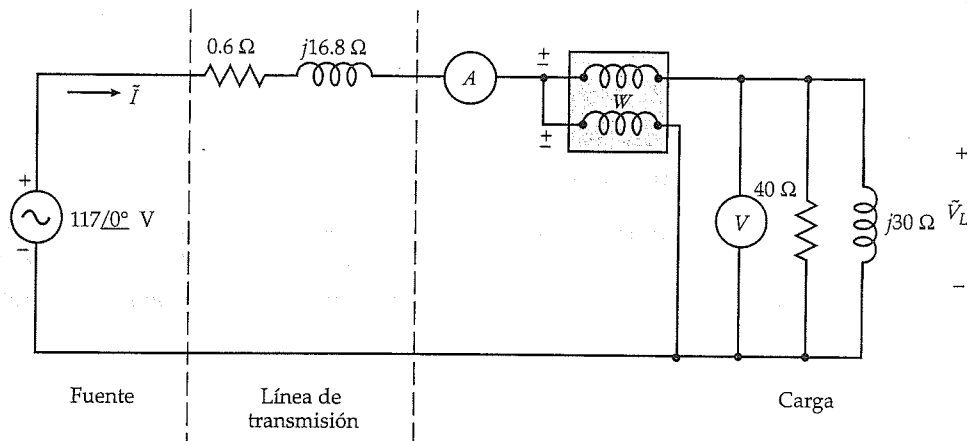 0.6 Ω
j16.8 Ω
Ĩ
A
±
W
±
+
117/0° V
−
V
40 Ω
j30 Ω
+
Ṽ_L
−
Fuente
Línea de
transmisión
Carga